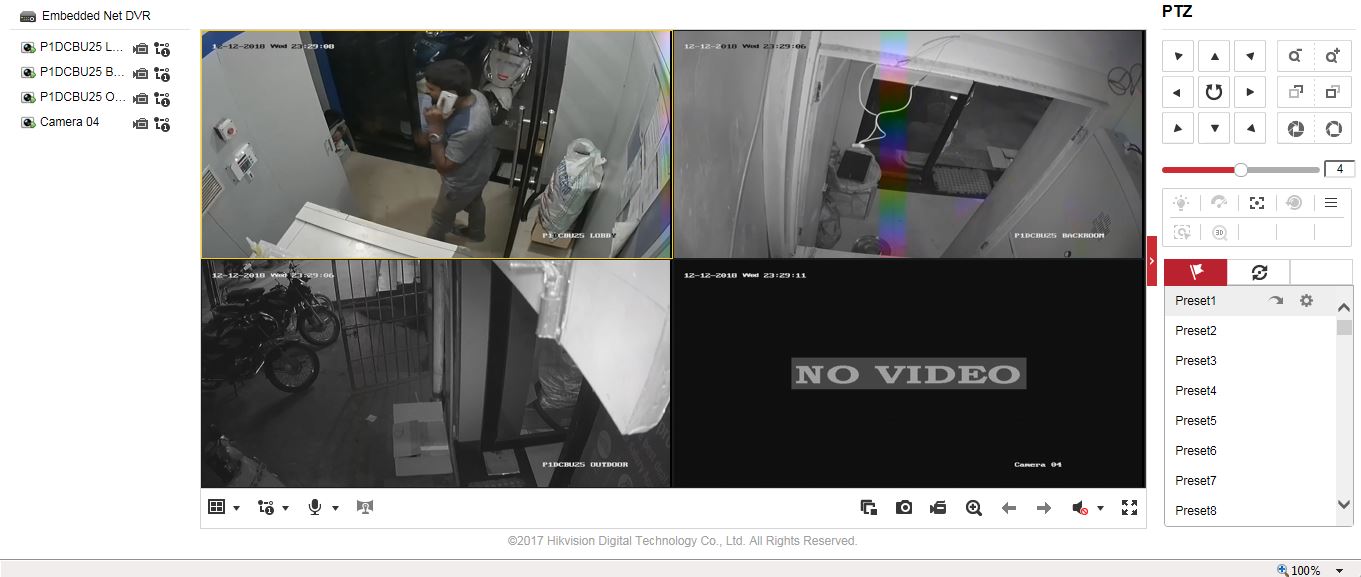 Embedded Net DVR
P1DCBU25 L...
P1DCBU25 B...
P1DCBU25 O...
Camera 04
12-12-2018 Wed 23:29:08
P1DCBU25 LOBBY
12-12-2018 Wed 23:29:06
P1DCBU25 BACKROOM
12-12-2018 Wed 23:29:06
P1DCBU25 OUTDOOR
12-12-2018 Wed 23:29:11
NO VIDEO
Camera 04
©2017 Hikvision Digital Technology Co., Ltd. All Rights Reserved.
PTZ
4
3D
Preset1
Preset2
Preset3
Preset4
Preset5
Preset6
Preset7
Preset8
100%